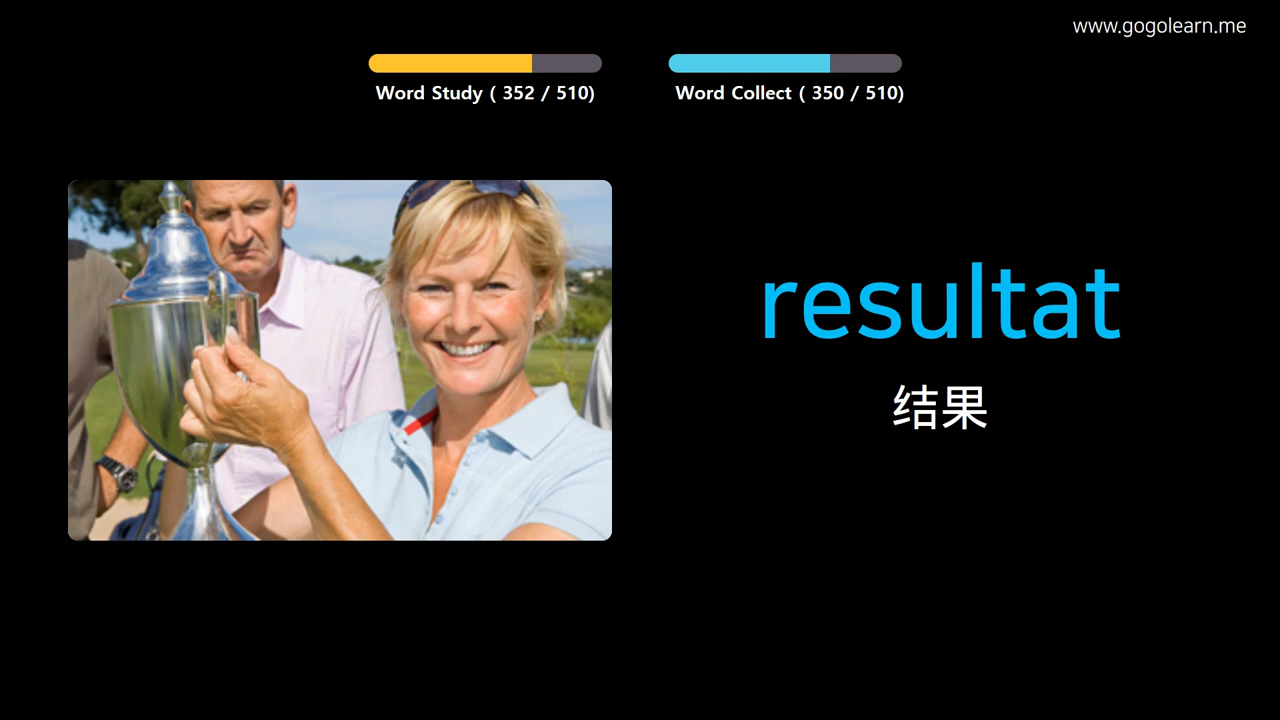 www.gogolearn.me
Word Study ( 352 / 510)
Word Collect ( 350 / 510)
resultat
结果